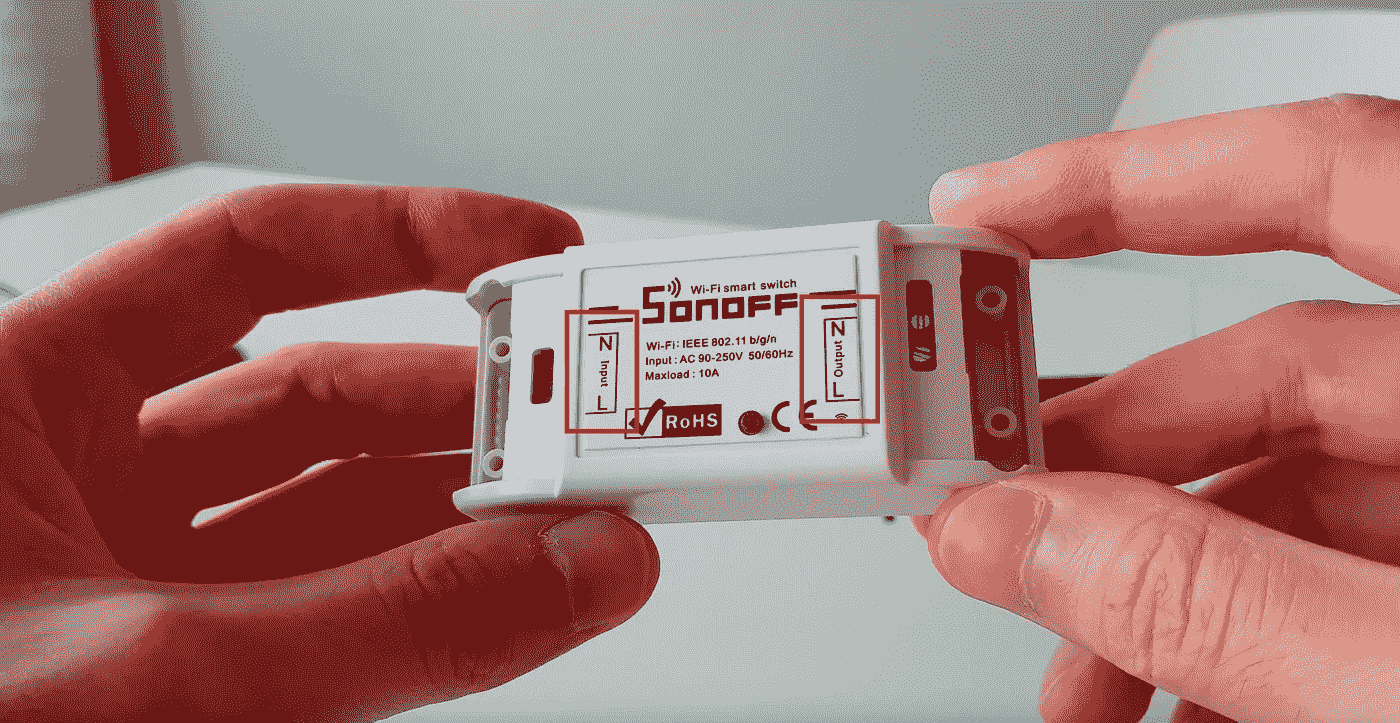 Wi-Fi smart switch
SONOFF
Wi-Fi: IEEE 802.11 b/g/n
Input : AC 90-250V 50/60Hz
Maxload : 10A
N
Input
L
N
Output
L
RoHS
CE